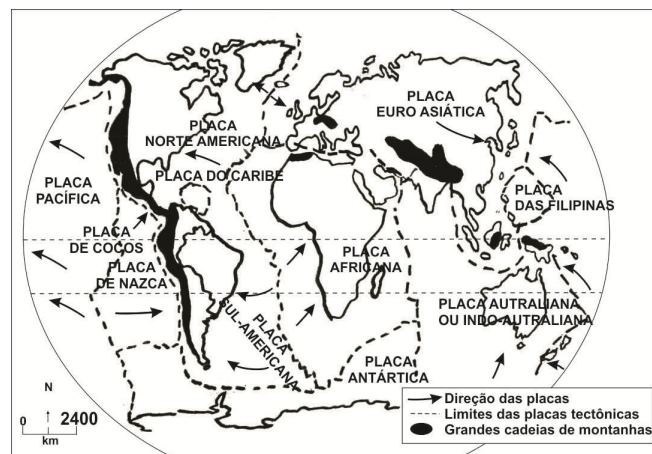 PLACA
EURO ASIÁTICA
PLACA
NORTE AMERICANA
PLACA DO CARIBE
PLACA
PACÍFICA
PLACA
DAS FILIPINAS
PLACA
DE COCOS
PLACA
DE NAZCA
PLACA
AFRICANA
PLACA
SUL-AMERICANA
PLACA AUTRALIANA
OU INDO-AUTRALIANA
PLACA
ANTÁRTICA
N
0 2400
km
Direção das placas
Limites das placas tectônicas
Grandes cadeias de montanhas